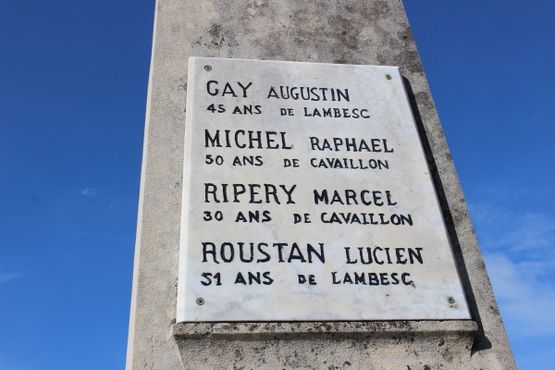 GAY AUGUSTIN
45 ANS DE LAMBESC
MICHEL RAPHAEL
50 ANS DE CAVAILLON
RIPERY MARCEL
30 ANS DE CAVAILLON
ROUSTAN LUCIEN
51 ANS DE LAMBESC